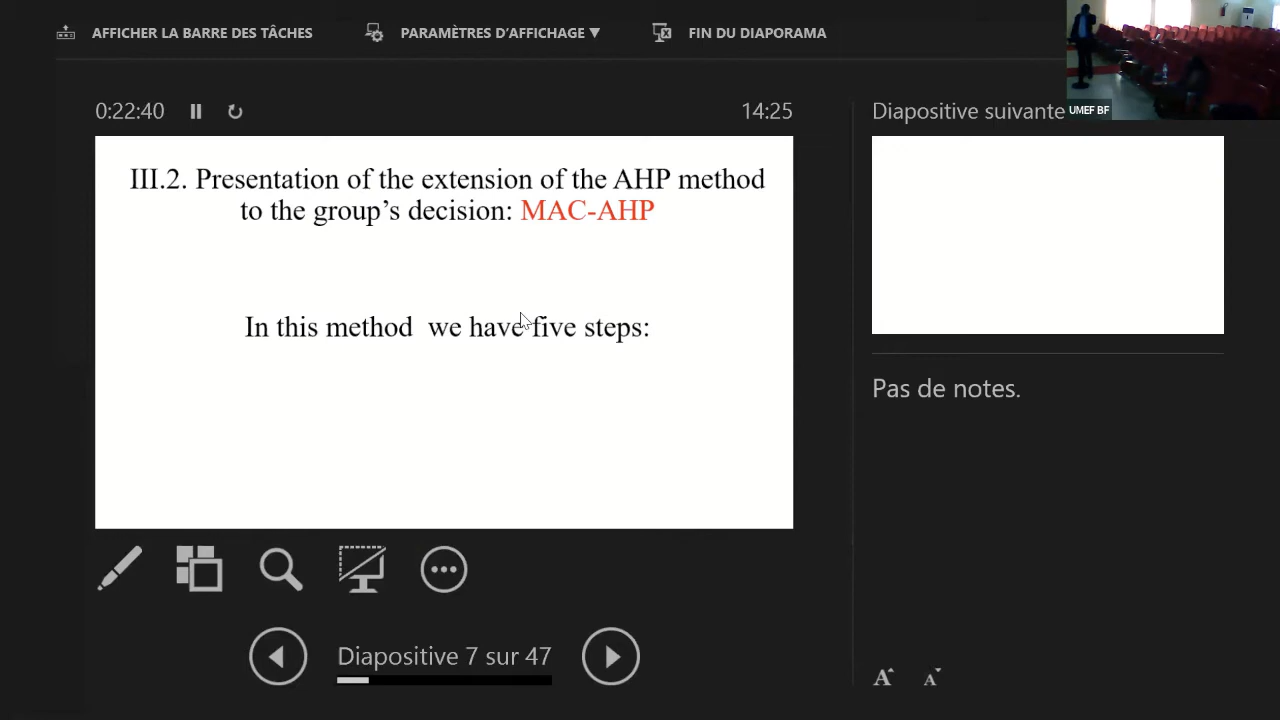 AFFICHER LA BARRE DES TÂCHES PARAMÈTRES D'AFFICHAGE ▼ FIN DU DIAPORAMA
UMEF BF
0:22:40 14:25 Diapositive suivante
III.2. Presentation of the extension of the AHP method
to the group's decision: MAC-AHP
In this method we have five steps:
Pas de notes.
Diapositive 7 sur 47
A A